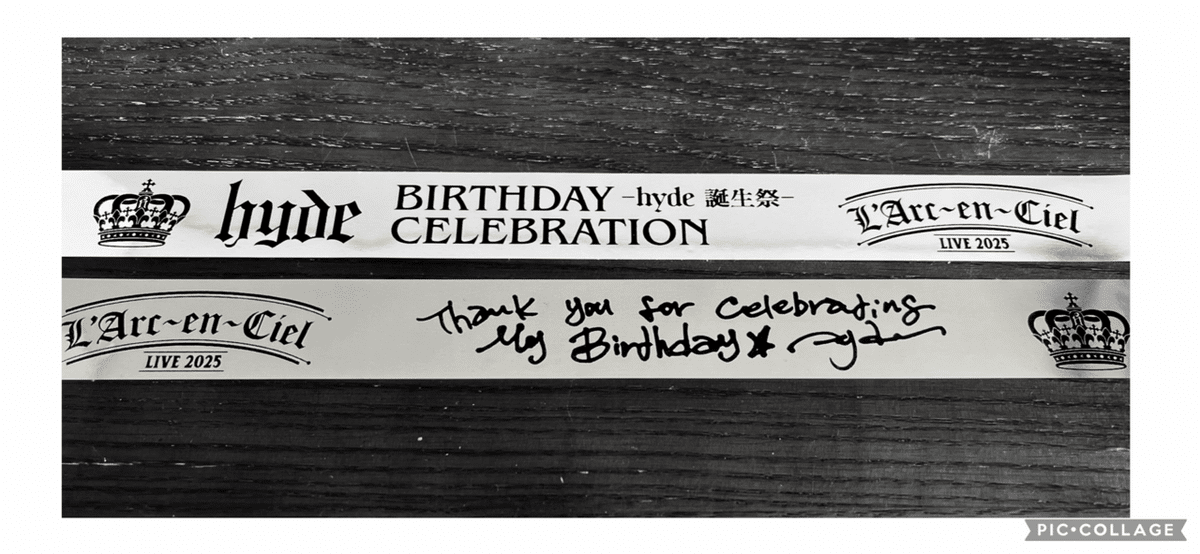 hyde
BIRTHDAY -hyde 誕生祭-
CELEBRATION
L'Arc~en~Ciel
LIVE 2025
L'Arc~en~Ciel
LIVE 2025
Thank you for Celebrating
My Birthday★ hyde
PIC•COLLAGE